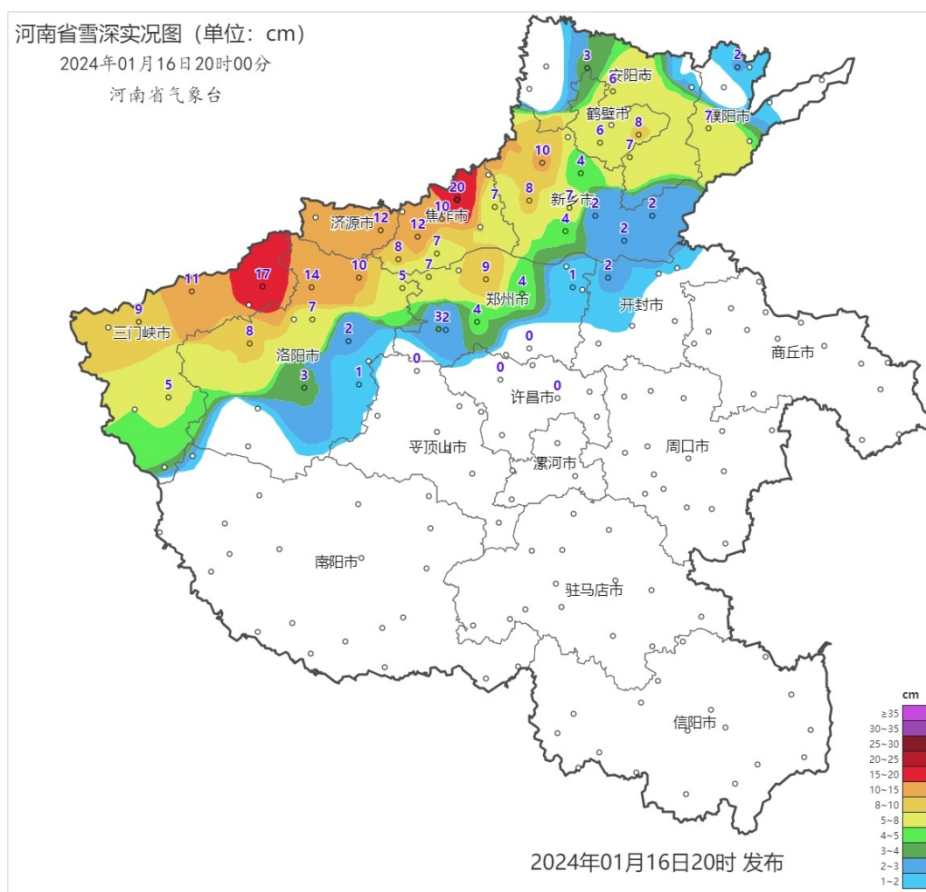 河南省雪深实况图（单位：cm）
2024年01月16日20时00分
河南省气象台
3
2
安阳市
6
鹤壁市
7
濮阳市
8
6
7
10
4
20
7
8
新乡市
7
10
焦作市
2
2
济源市
12
12
4
2
8
7
17
14
10
5
7
9
郑州市
4
1
2
11
开封市
9
三门峡市
7
8
2
3
2
4
洛阳市
0
0
商丘市
5
3
1
0
许昌市
0
平顶山市
漯河市
周口市
南阳市
驻马店市
信阳市
cm
≥35
30~35
25~30
20~25
15~20
10~15
8~10
5~8
4~5
3~4
2~3
1~2
2024年01月16日20时 发布